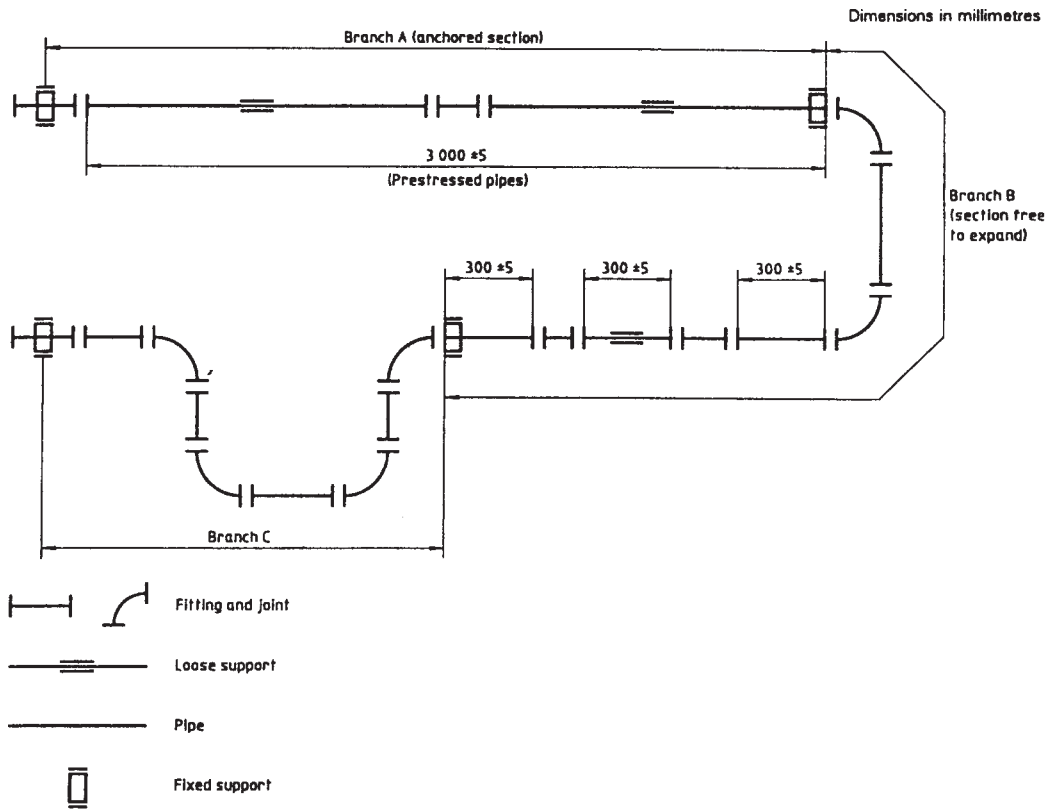 Dimensions in millimetres
Branch A (anchored section)
3 000 ±5
(Prestressed pipes)
Branch B
(section free
to expand)
300 ±5
300 ±5
300 ±5
Branch C
Fitting and joint
Loose support
Pipe
Fixed support